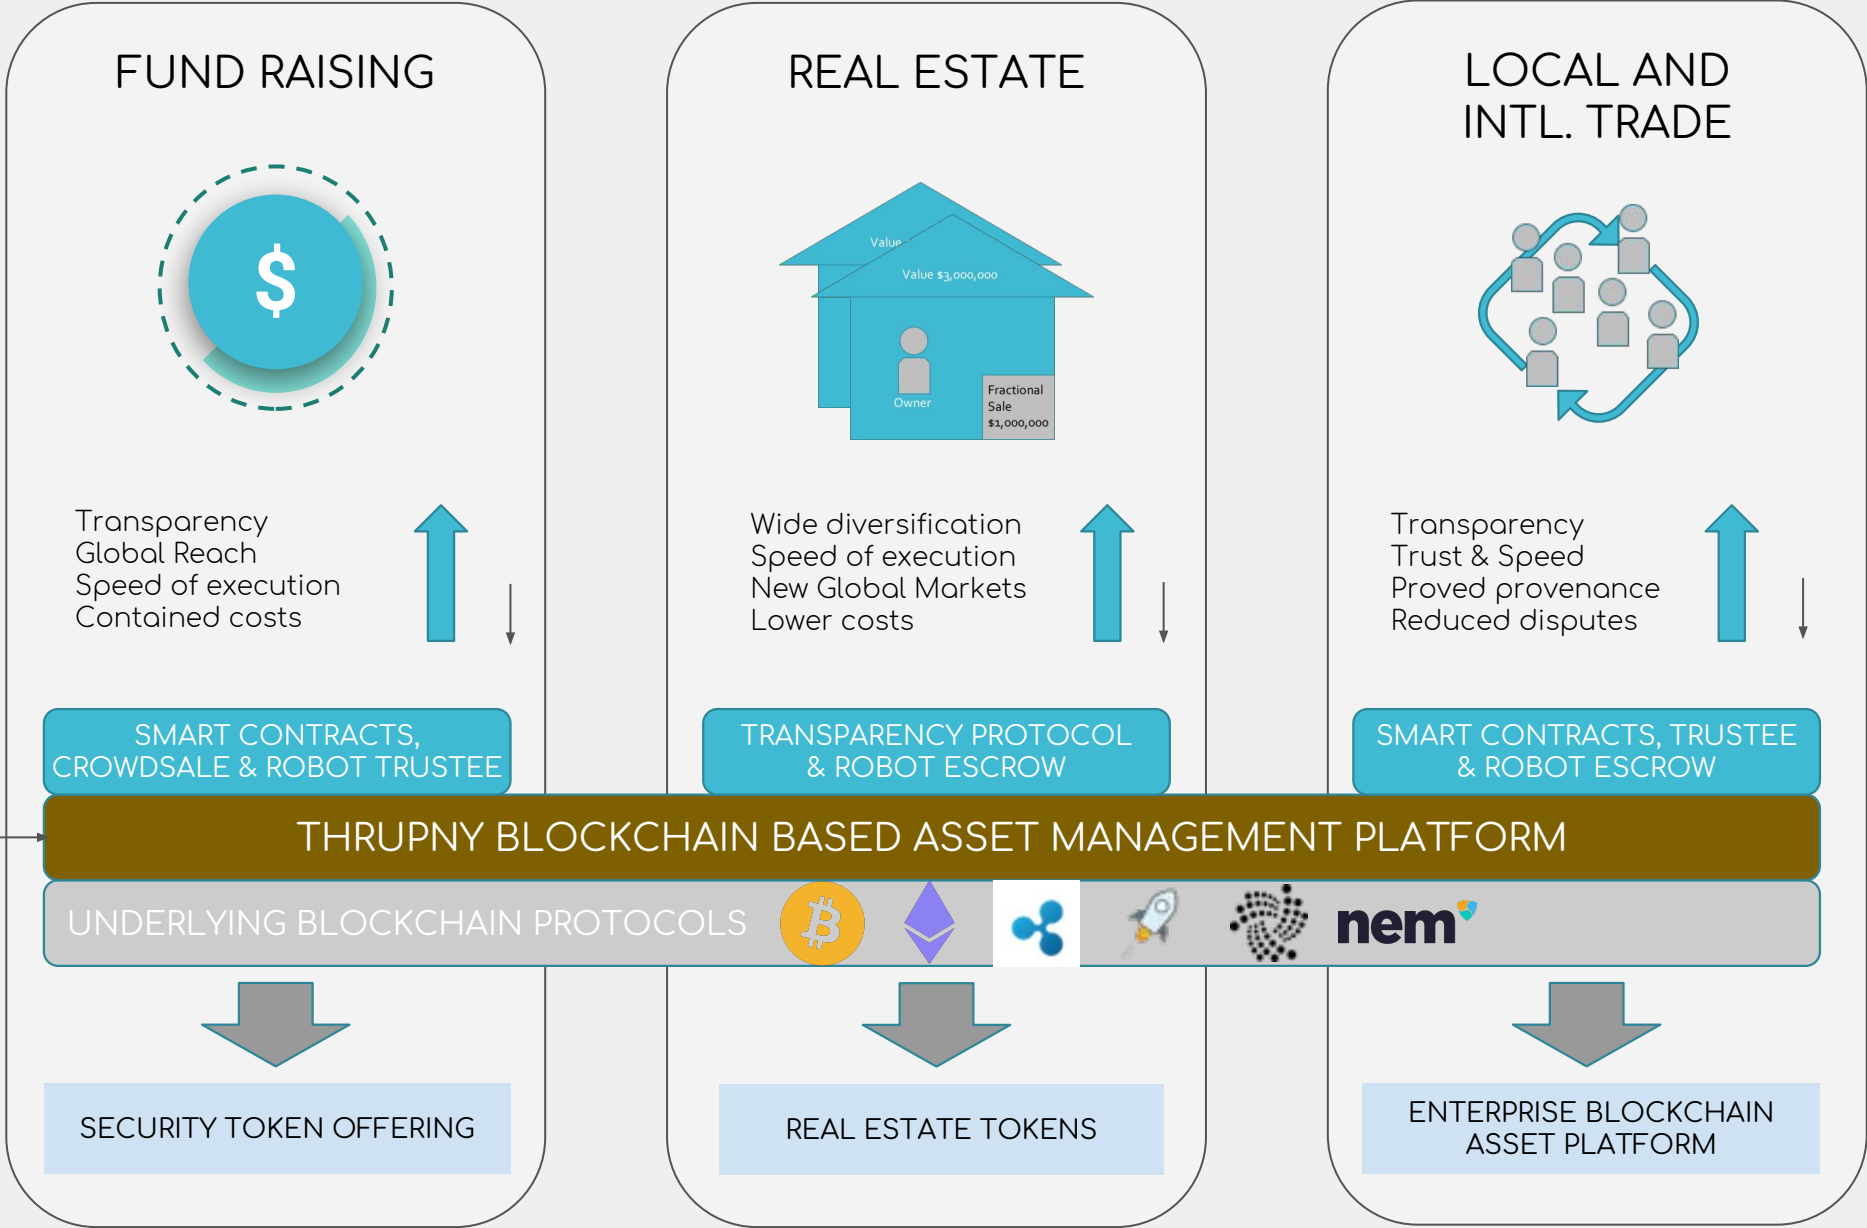 FUND RAISING
$
Transparency
Global Reach
Speed of execution
Contained costs
SMART CONTRACTS,
CROWDSALE & ROBOT TRUSTEE
REAL ESTATE
Value
Value $3,000,000
Owner
Fractional
Sale
$1,000,000
Wide diversification
Speed of execution
New Global Markets
Lower costs
TRANSPARENCY PROTOCOL
& ROBOT ESCROW
LOCAL AND
INTL. TRADE
Transparency
Trust & Speed
Proved provenance
Reduced disputes
SMART CONTRACTS, TRUSTEE
& ROBOT ESCROW
THRUPNY BLOCKCHAIN BASED ASSET MANAGEMENT PLATFORM
UNDERLYING BLOCKCHAIN PROTOCOLS
nem
SECURITY TOKEN OFFERING
REAL ESTATE TOKENS
ENTERPRISE BLOCKCHAIN
ASSET PLATFORM